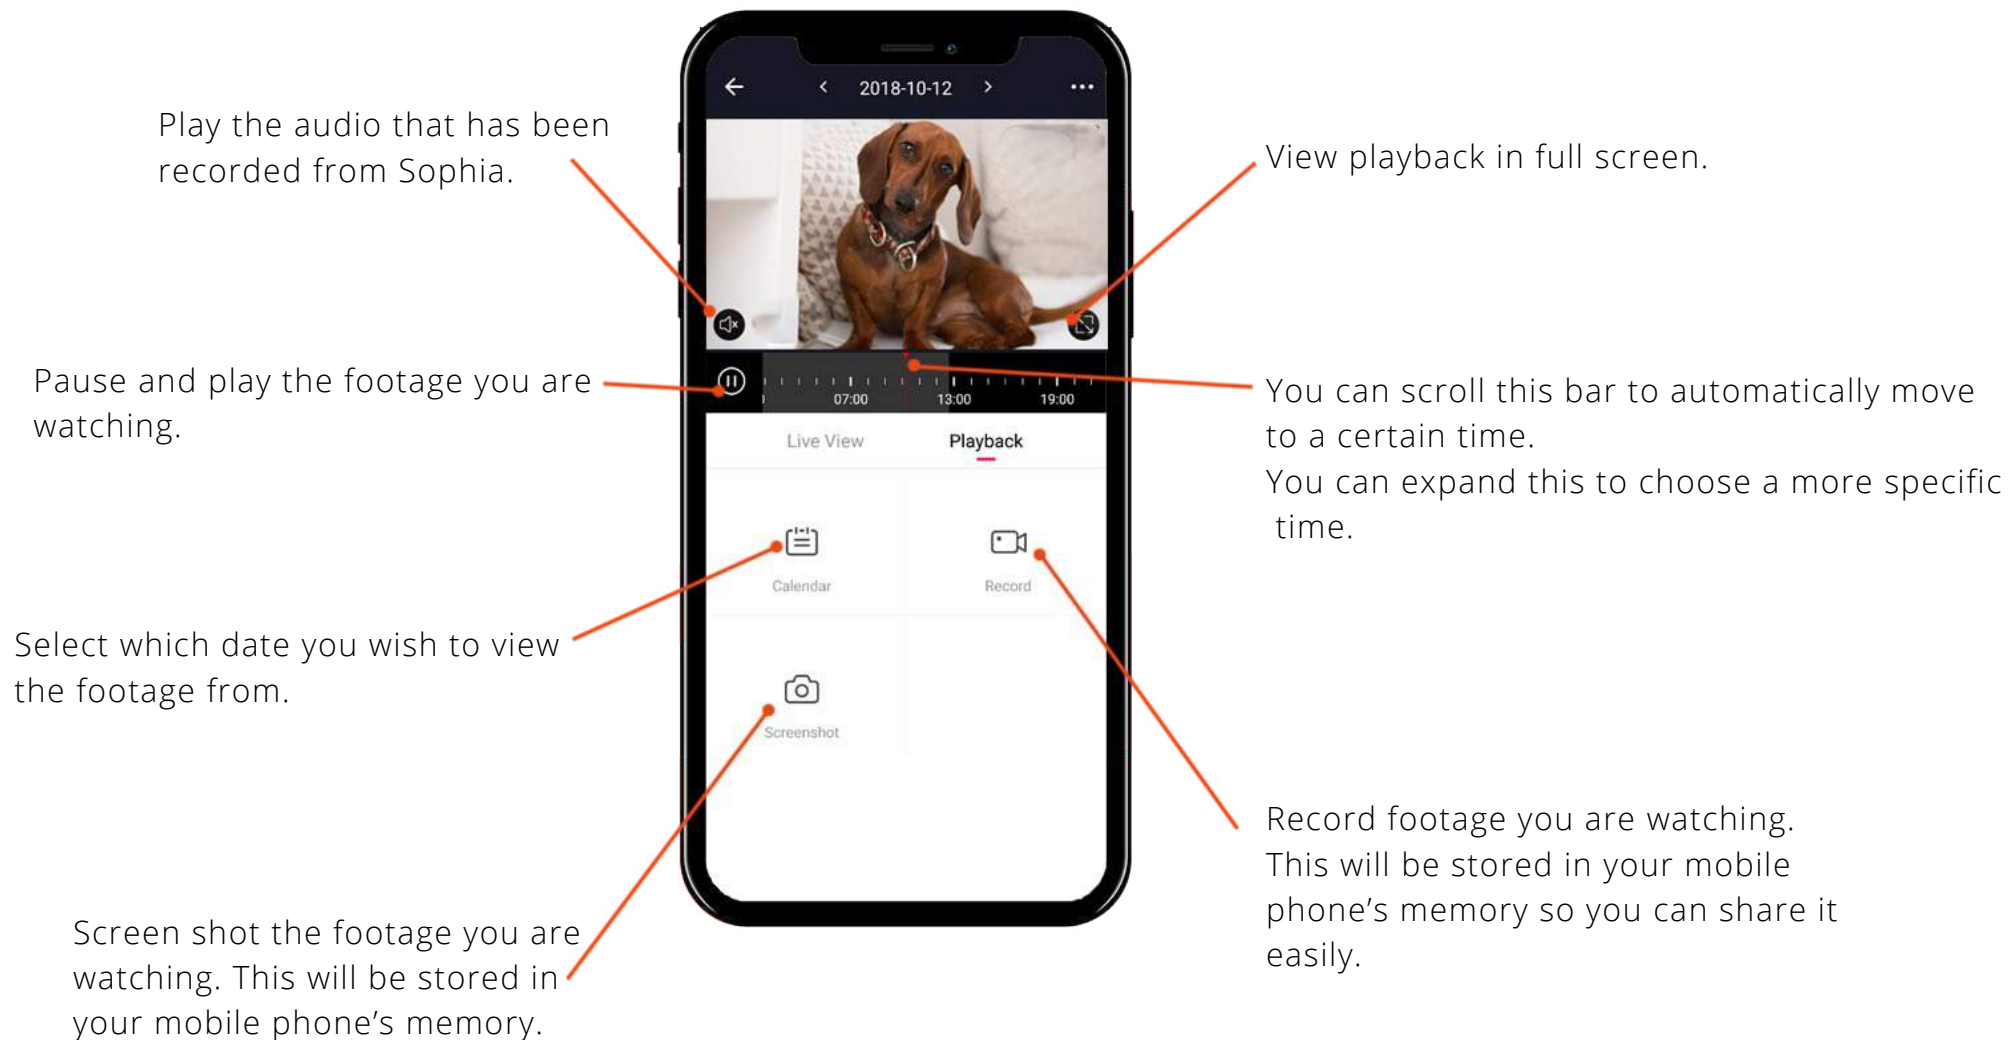 Play the audio that has been
recorded from Sophia.
Pause and play the footage you are
watching.
Select which date you wish to view
the footage from.
Screen shot the footage you are
watching. This will be stored in
your mobile phone’s memory.
2018-10-12
07:00 13:00 19:00
Live View Playback
Calendar Record
Screenshot
View playback in full screen.
You can scroll this bar to automatically move
to a certain time.
You can expand this to choose a more specific
time.
Record footage you are watching.
This will be stored in your mobile
phone’s memory so you can share it
easily.